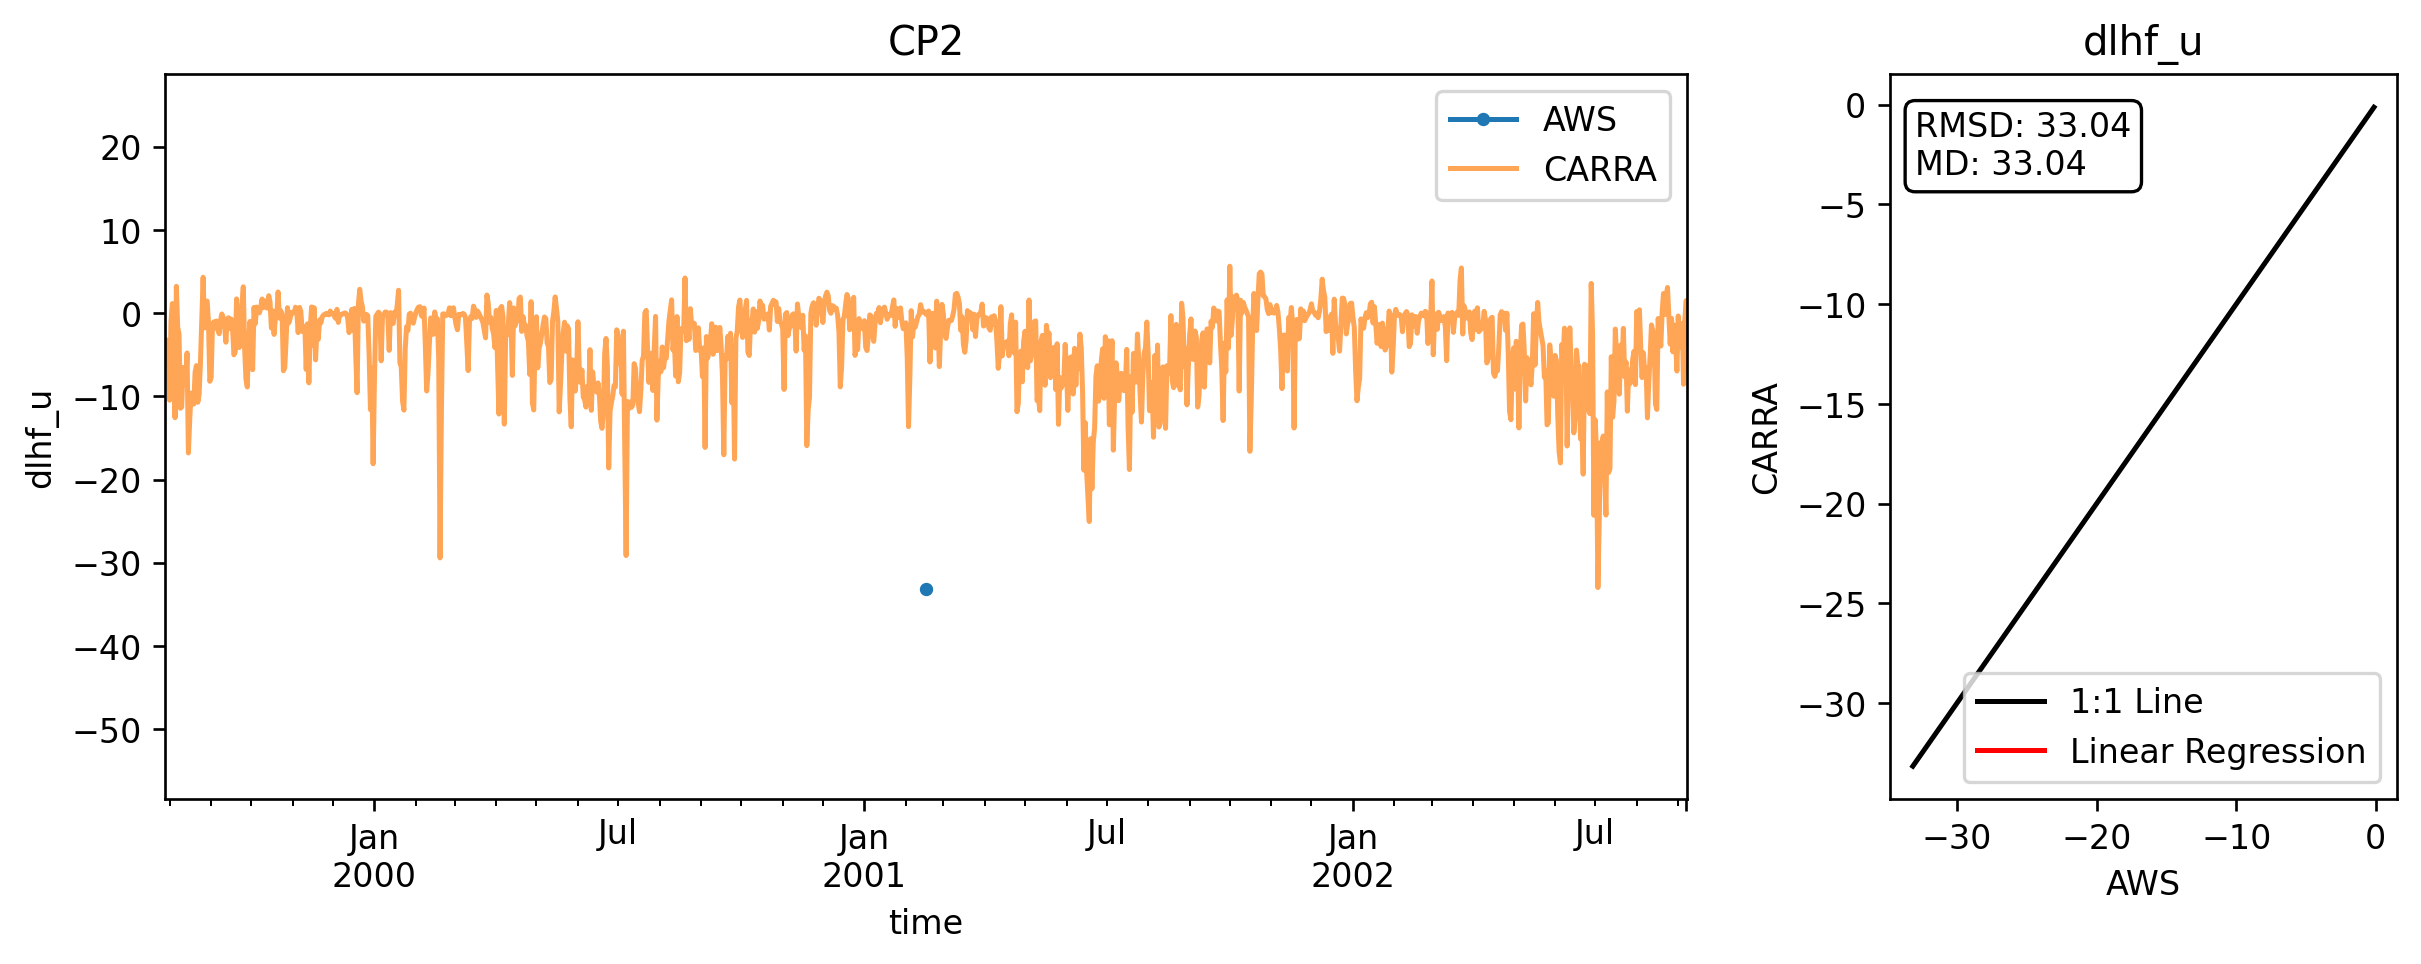 CP2
dlhf_u
20
10
0
−10
−20
−30
−40
−50
AWS
CARRA
Jan
2000
Jul
Jan
2001
Jul
Jan
2002
Jul
time
dlhf_u
CARRA
0
−5
−10
−15
−20
−25
−30
RMSD: 33.04
MD: 33.04
1:1 Line
Linear Regression
−30
−20
−10
0
AWS